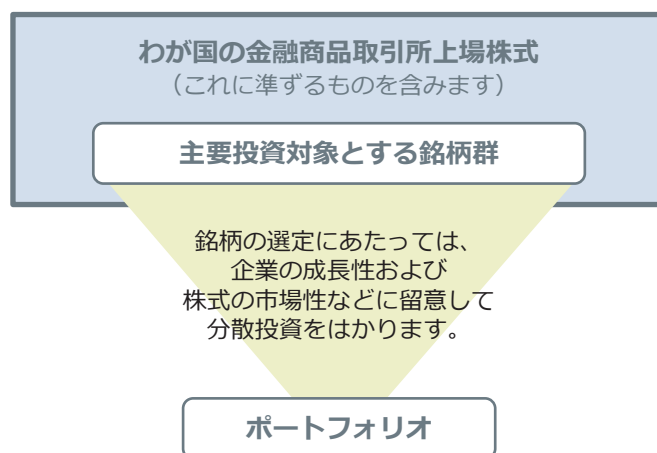 わが国の金融商品取引所上場株式
（これに準ずるものを含みます）
主要投資対象とする銘柄群
銘柄の選定にあたっては、
企業の成長性および
株式の市場性などに留意して
分散投資をはかります。
ポートフォリオ